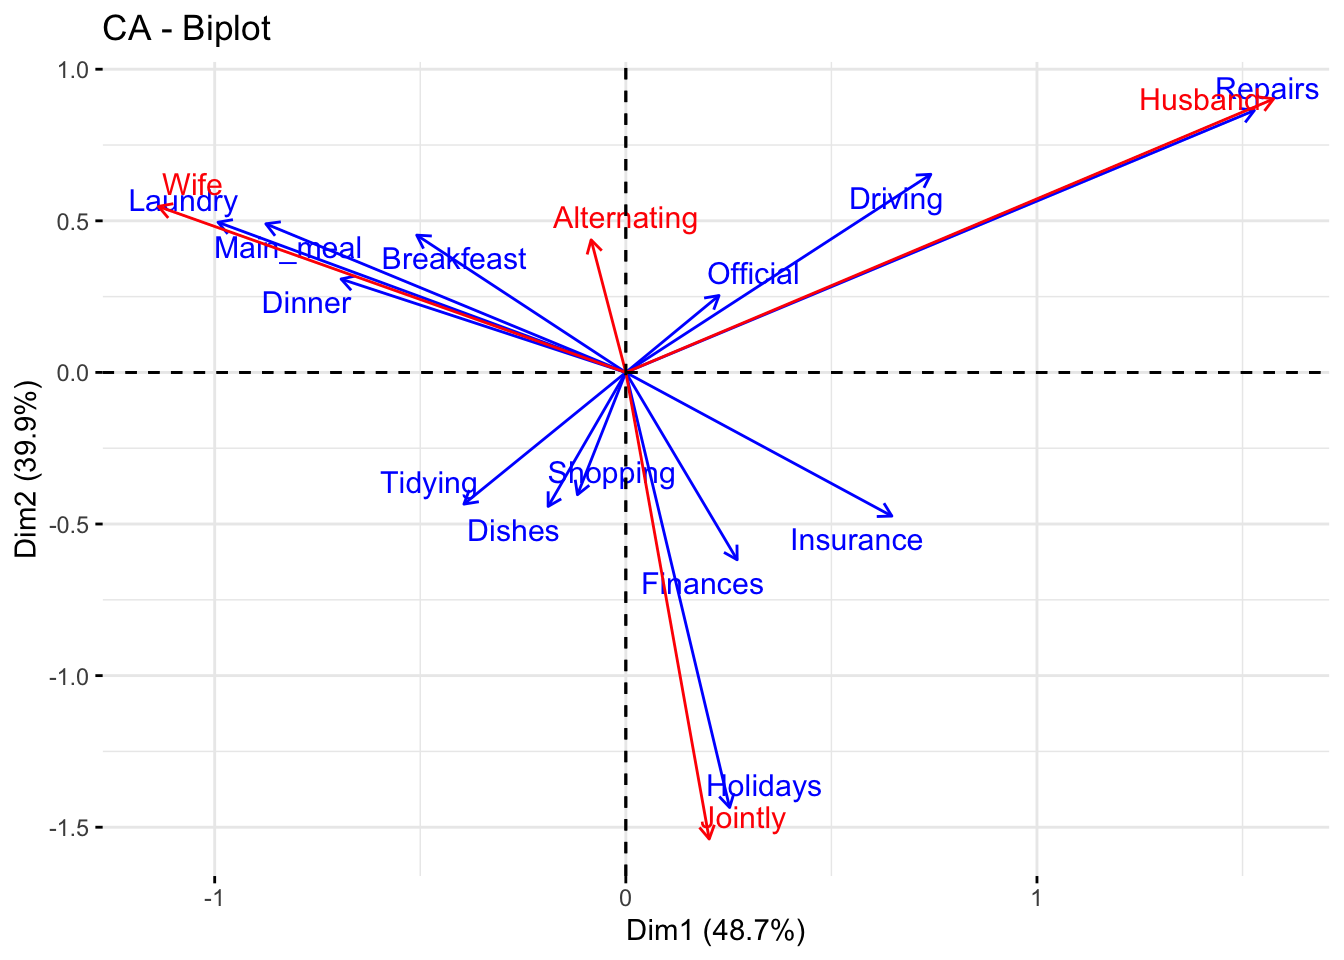 CA - Biplot
1.0
Repairs
Husband
Wife
Laundry
Driving
0.5
Alternating
Main_meal
Breakfeast
Official
Dinner
0.0
Dim2 (39.9%)
Shopping
Tidying
-0.5
Dishes
Insurance
Finances
-1.0
Holidays
Jointly
-1.5
-1
0
1
Dim1 (48.7%)